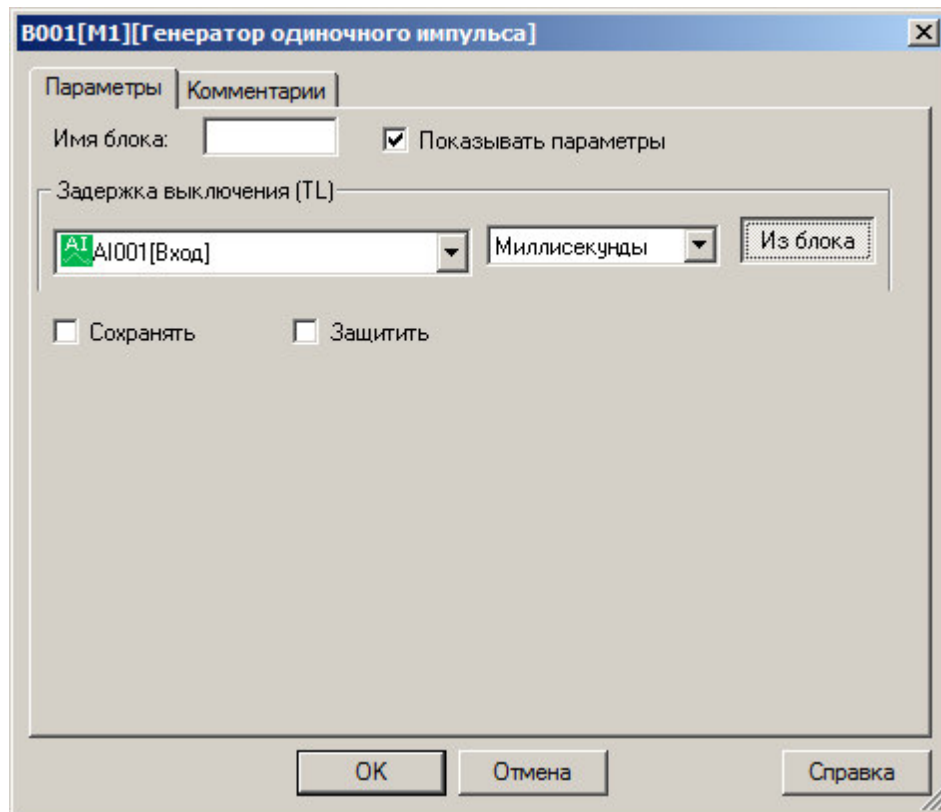 B001[M1][Генератор одиночного импульса]
Параметры Комментарии
Имя блока: Показывать параметры
Задержка выключения (TL)
AI AI001[Вход] Миллисекунды Из блока
Сохранять Защитить
OK Отмена Справка